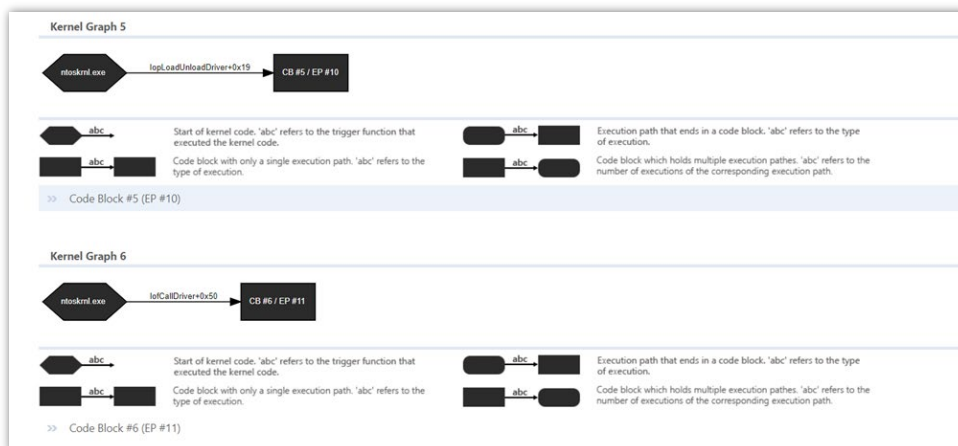 Kernel Graph 5
ntoskrnl.exe
IopLoadUnloadDriver+0x19
CB #5 / EP #10
abc
Start of kernel code. 'abc' refers to the trigger function that
executed the kernel code.
abc
Execution path that ends in a code block. 'abc' refers to the type
of execution.
abc
Code block with only a single execution path. 'abc' refers to the
type of execution.
abc
Code block which holds multiple execution pathes. 'abc' refers to the
number of executions of the corresponding execution path.
>> Code Block #5 (EP #10)
Kernel Graph 6
ntoskrnl.exe
IofCallDriver+0x50
CB #6 / EP #11
abc
Start of kernel code. 'abc' refers to the trigger function that
executed the kernel code.
abc
Execution path that ends in a code block. 'abc' refers to the type
of execution.
abc
Code block with only a single execution path. 'abc' refers to the
type of execution.
abc
Code block which holds multiple execution pathes. 'abc' refers to the
number of executions of the corresponding execution path.
>> Code Block #6 (EP #11)